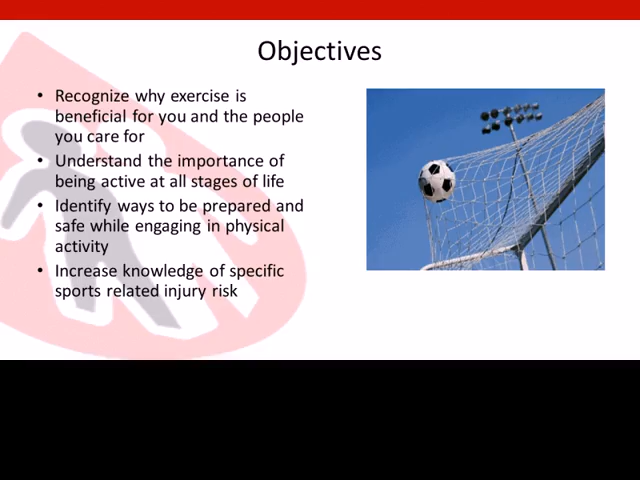 Objectives
• Recognize why exercise is
beneficial for you and the people
you care for
• Understand the importance of
being active at all stages of life
• Identify ways to be prepared and
safe while engaging in physical
activity
• Increase knowledge of specific
sports related injury risk